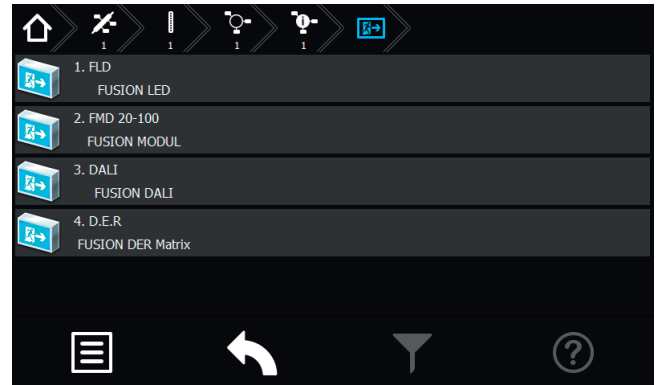 1 1 1 1
1. FLD
FUSION LED
2. FMD 20-100
FUSION MODUL
3. DALI
FUSION DALI
4. D.E.R
FUSION DER Matrix
?